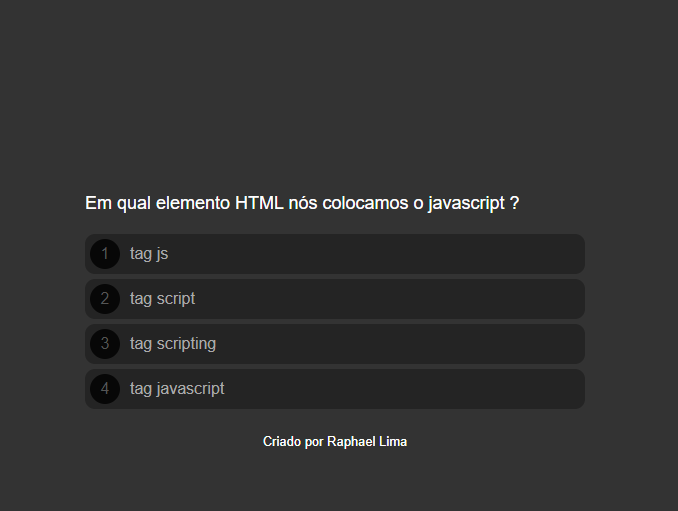 Em qual elemento HTML nós colocamos o javascript ?
1 tag js
2 tag script
3 tag scripting
4 tag javascript
Criado por Raphael Lima